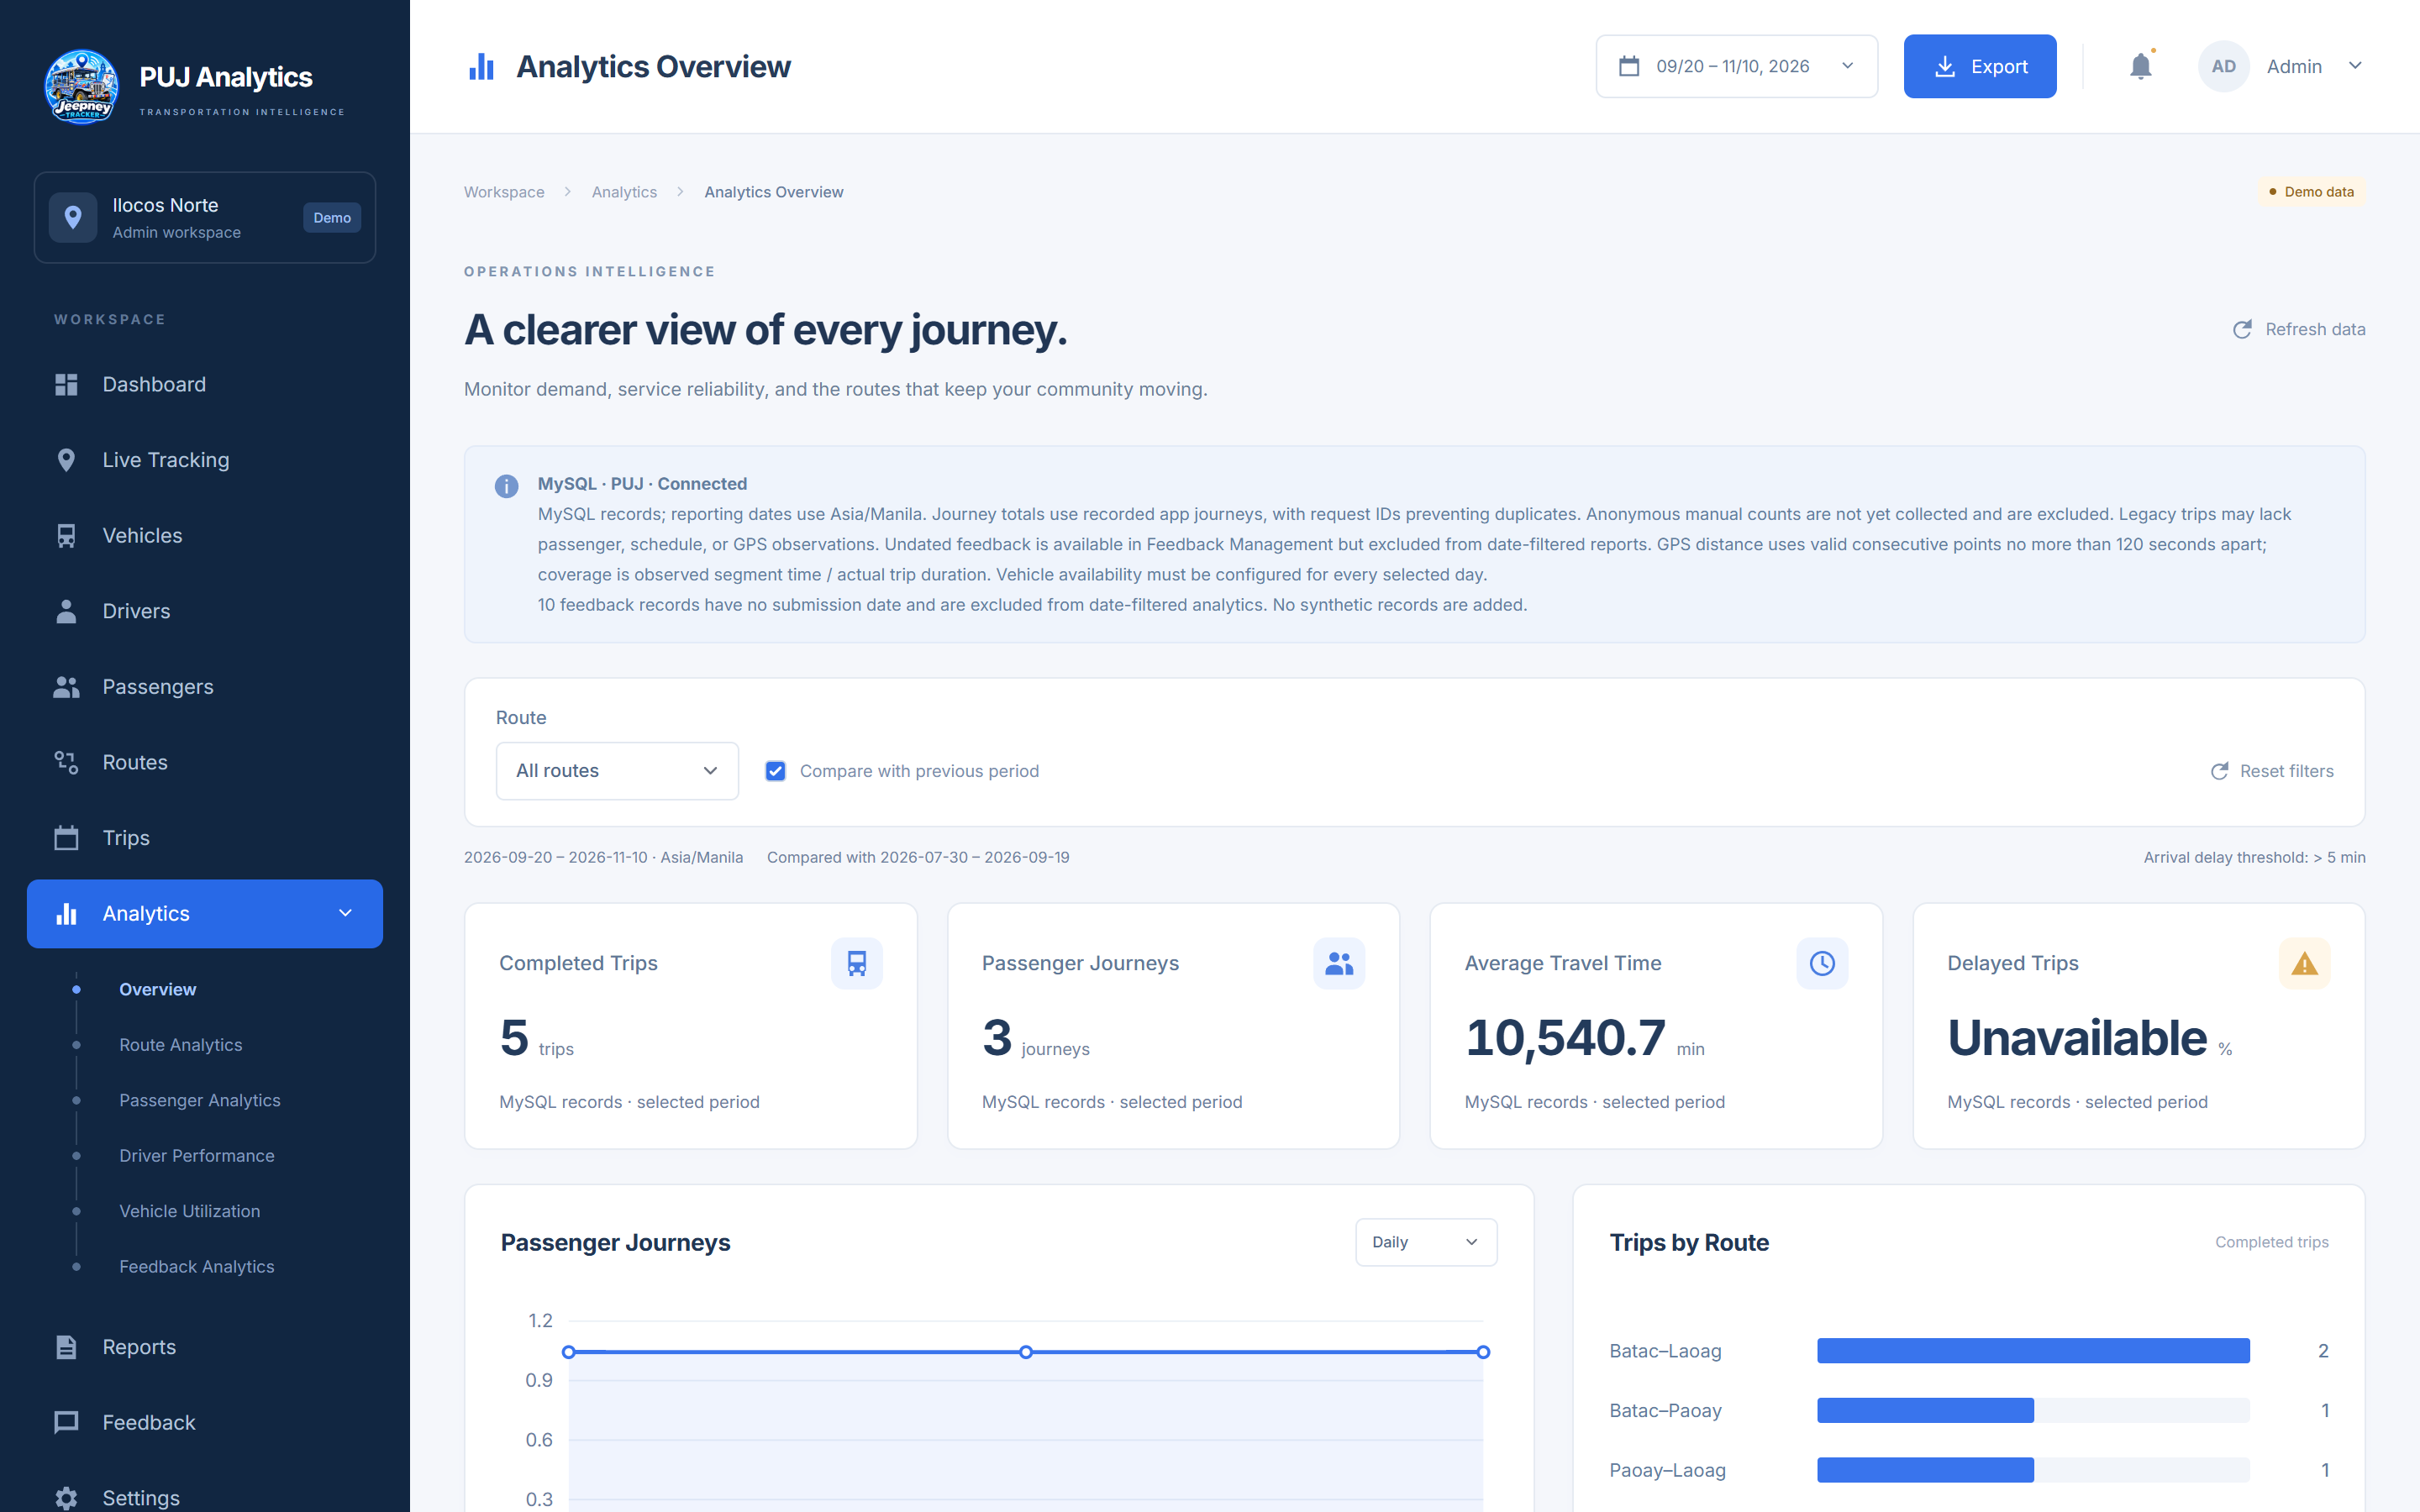 Jeepney
TRACKER
PUJ Analytics
TRANSPORTATION INTELLIGENCE
Ilocos Norte
Admin workspace
Demo
WORKSPACE
Dashboard
Live Tracking
Vehicles
Drivers
Passengers
Routes
Trips
Analytics
Overview
Route Analytics
Passenger Analytics
Driver Performance
Vehicle Utilization
Feedback Analytics
Reports
Feedback
Settings
Analytics Overview
09/20 – 11/10, 2026
Export
AD
Admin
Workspace
Analytics
Analytics Overview
Demo data
OPERATIONS INTELLIGENCE
A clearer view of every journey.
Refresh data
Monitor demand, service reliability, and the routes that keep your community moving.
MySQL · PUJ · Connected
MySQL records; reporting dates use Asia/Manila. Journey totals use recorded app journeys, with request IDs preventing duplicates. Anonymous manual counts are not yet collected and are excluded. Legacy trips may lack
passenger, schedule, or GPS observations. Undated feedback is available in Feedback Management but excluded from date-filtered reports. GPS distance uses valid consecutive points no more than 120 seconds apart;
coverage is observed segment time / actual trip duration. Vehicle availability must be configured for every selected day.
10 feedback records have no submission date and are excluded from date-filtered analytics. No synthetic records are added.
Route
All routes
Compare with previous period
Reset filters
2026-09-20 – 2026-11-10 · Asia/Manila
Compared with 2026-07-30 – 2026-09-19
Arrival delay threshold: > 5 min
Completed Trips
5 trips
MySQL records · selected period
Passenger Journeys
3 journeys
MySQL records · selected period
Average Travel Time
10,540.7 min
MySQL records · selected period
Delayed Trips
Unavailable %
MySQL records · selected period
Passenger Journeys
Daily
1.2
0.9
0.6
0.3
Trips by Route
Completed trips
Batac–Laoag
2
Batac–Paoay
1
Paoay–Laoag
1